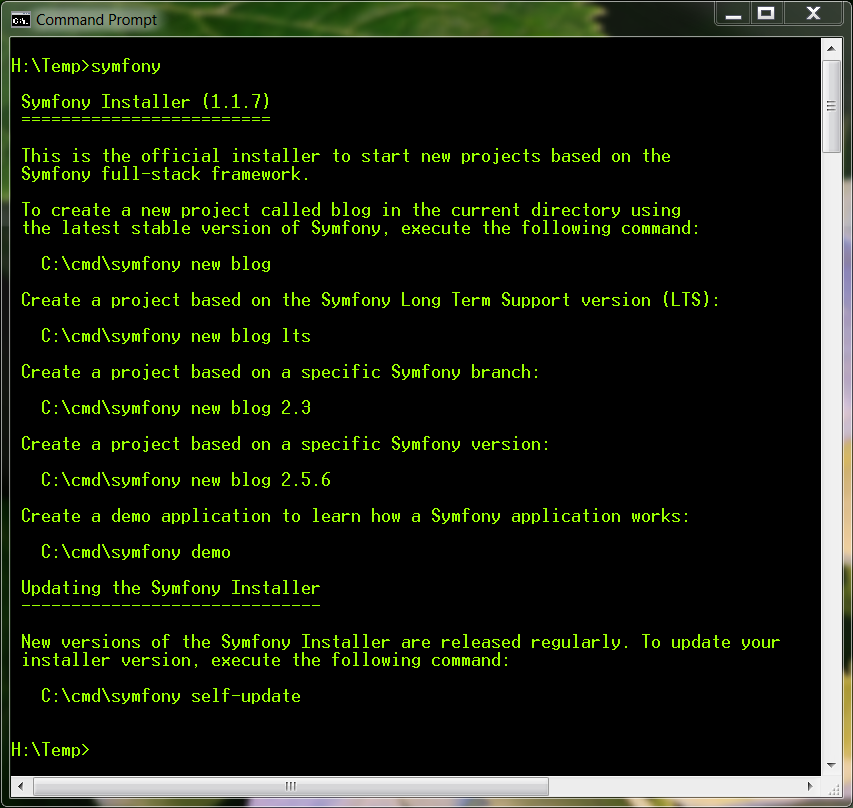 Command Prompt
H:\Temp>symfony
Symfony Installer (1.1.7)
=========================
This is the official installer to start new projects based on the
Symfony full-stack framework.
To create a new project called blog in the current directory using
the latest stable version of Symfony, execute the following command:
C:\cmd\symfony new blog
Create a project based on the Symfony Long Term Support version (LTS):
C:\cmd\symfony new blog lts
Create a project based on a specific Symfony branch:
C:\cmd\symfony new blog 2.3
Create a project based on a specific Symfony version:
C:\cmd\symfony new blog 2.5.6
Create a demo application to learn how a Symfony application works:
C:\cmd\symfony demo
Updating the Symfony Installer
------------------------------
New versions of the Symfony Installer are released regularly. To update your
installer version, execute the following command:
C:\cmd\symfony self-update
H:\Temp>